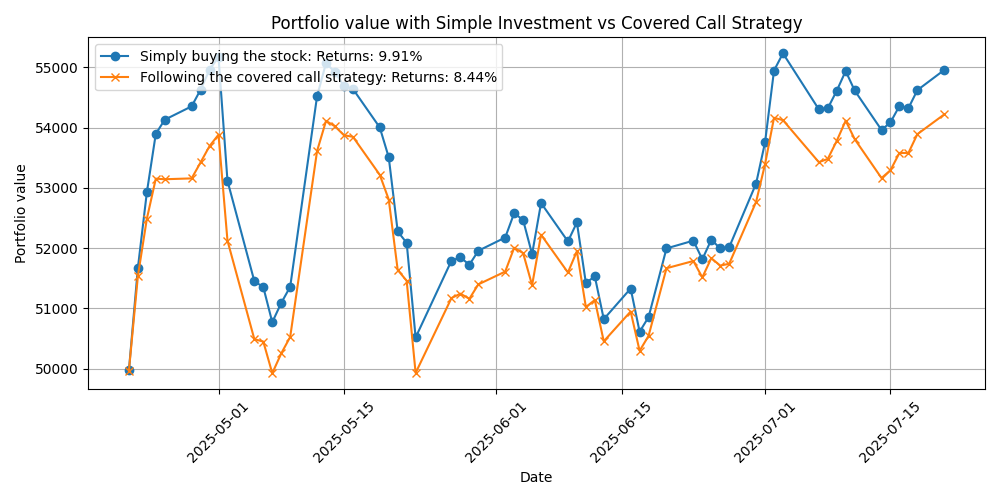 Portfolio value with Simple Investment vs Covered Call Strategy
Simply buying the stock: Returns: 9.91%
Following the covered call strategy: Returns: 8.44%
Portfolio value
55000
54000
53000
52000
51000
50000
2025-05-01
2025-05-15
2025-06-01
2025-06-15
2025-07-01
2025-07-15
Date